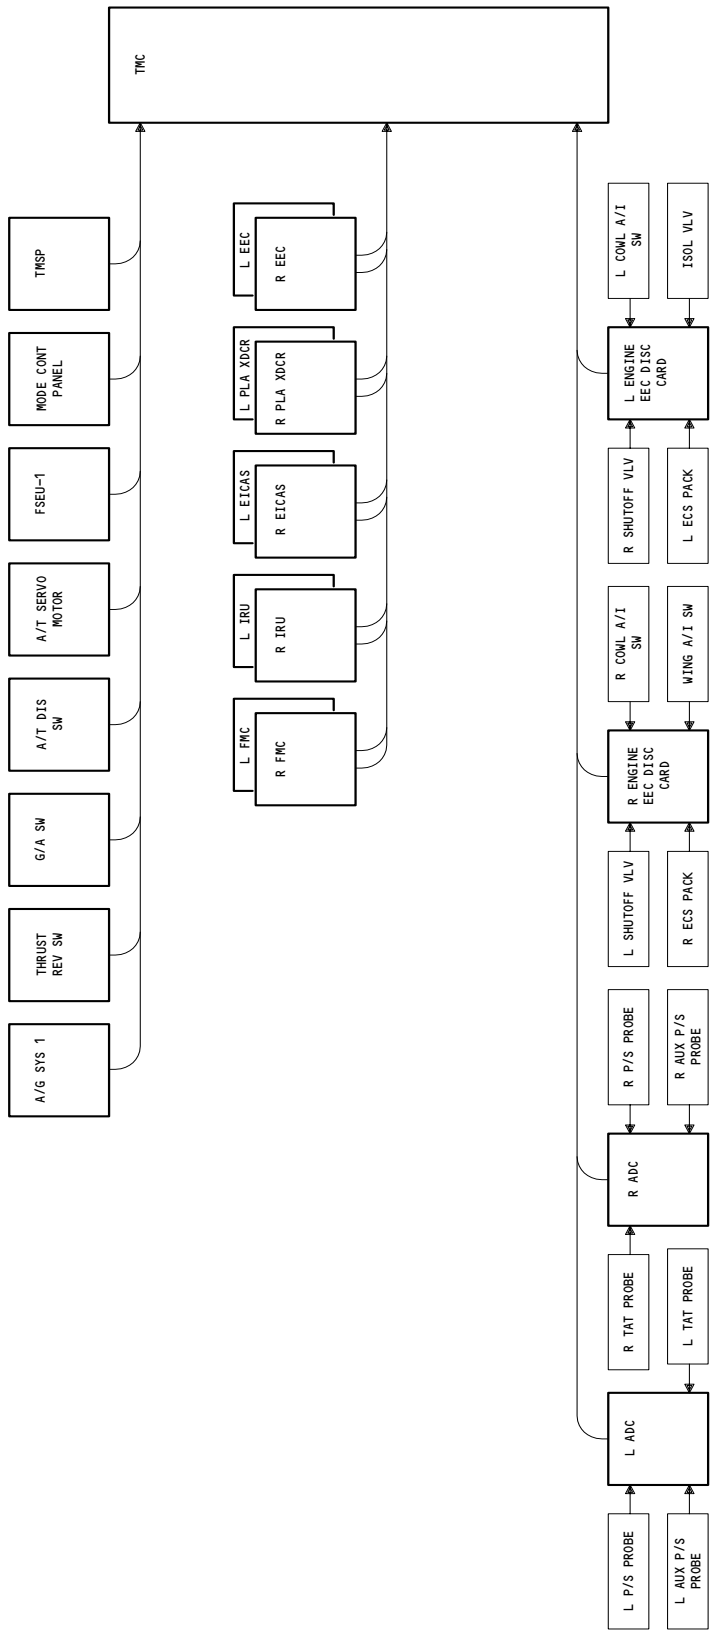 TMC
TMSP
MODE CONT
PANEL
FSEU-1
A/T SERVO
MOTOR
A/T DIS
SW
G/A SW
THRUST
REV SW
A/G SYS 1
L EEC
R EEC
L PLA XDCR
R PLA XDCR
L EICAS
R EICAS
L IRU
R IRU
L FMC
R FMC
L COWL A/I
SW
ISOL VLV
L ENGINE
EEC DISC
CARD
R SHUTOFF VLV
L ECS PACK
R COWL A/I
SW
WING A/I SW
R ENGINE
EEC DISC
CARD
L SHUTOFF VLV
R ECS PACK
R P/S PROBE
R AUX P/S
PROBE
R ADC
R TAT PROBE
L TAT PROBE
L ADC
L P/S PROBE
L AUX P/S
PROBE